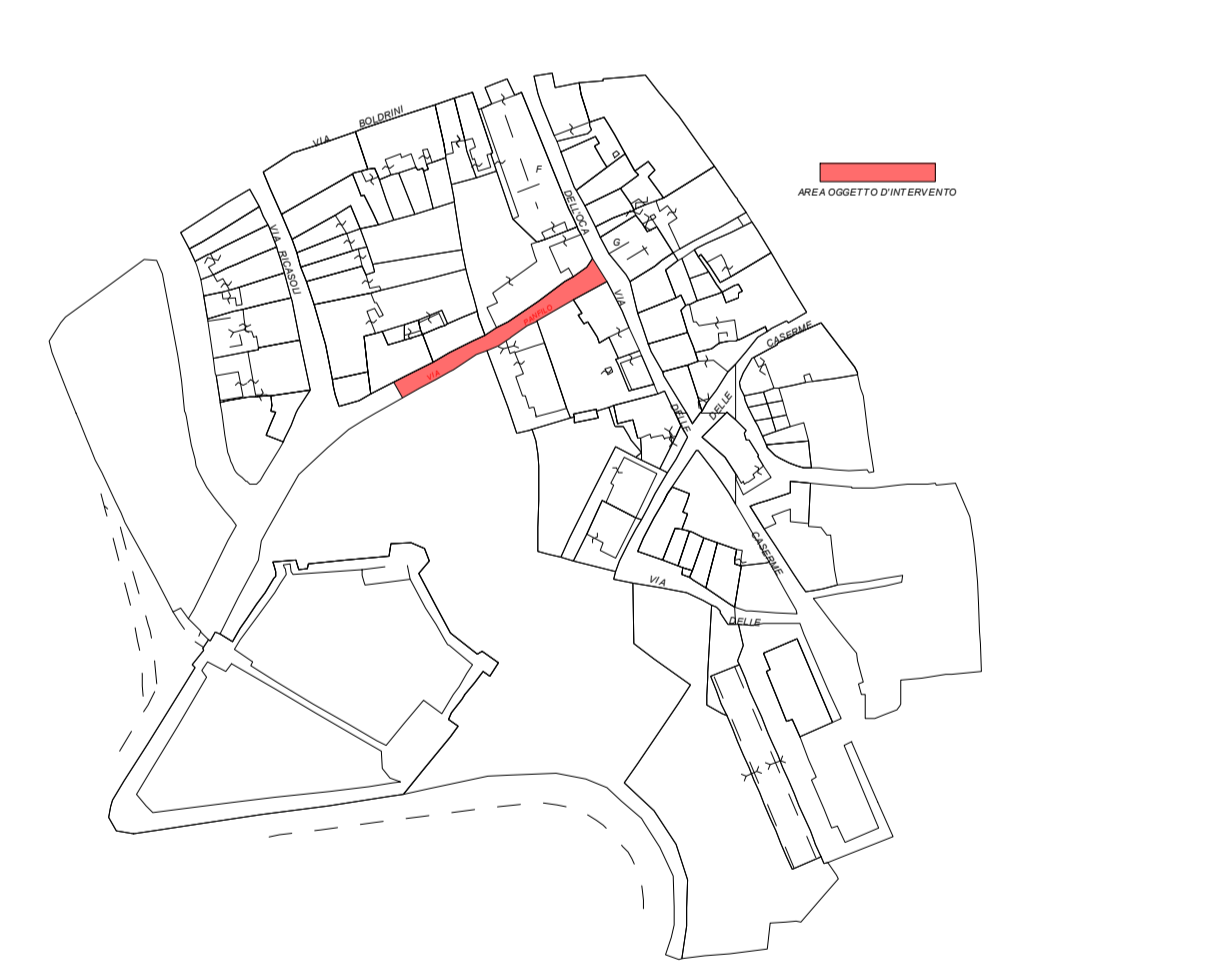 VIA BOLDRINI
AREA OGGETTO D'INTERVENTO
F
DELL'OCA
VIA RICASOLI
G
VIA
VIA PANFILO
CASERME
DELLE
DELLE
CASERME
VIA
DELLE